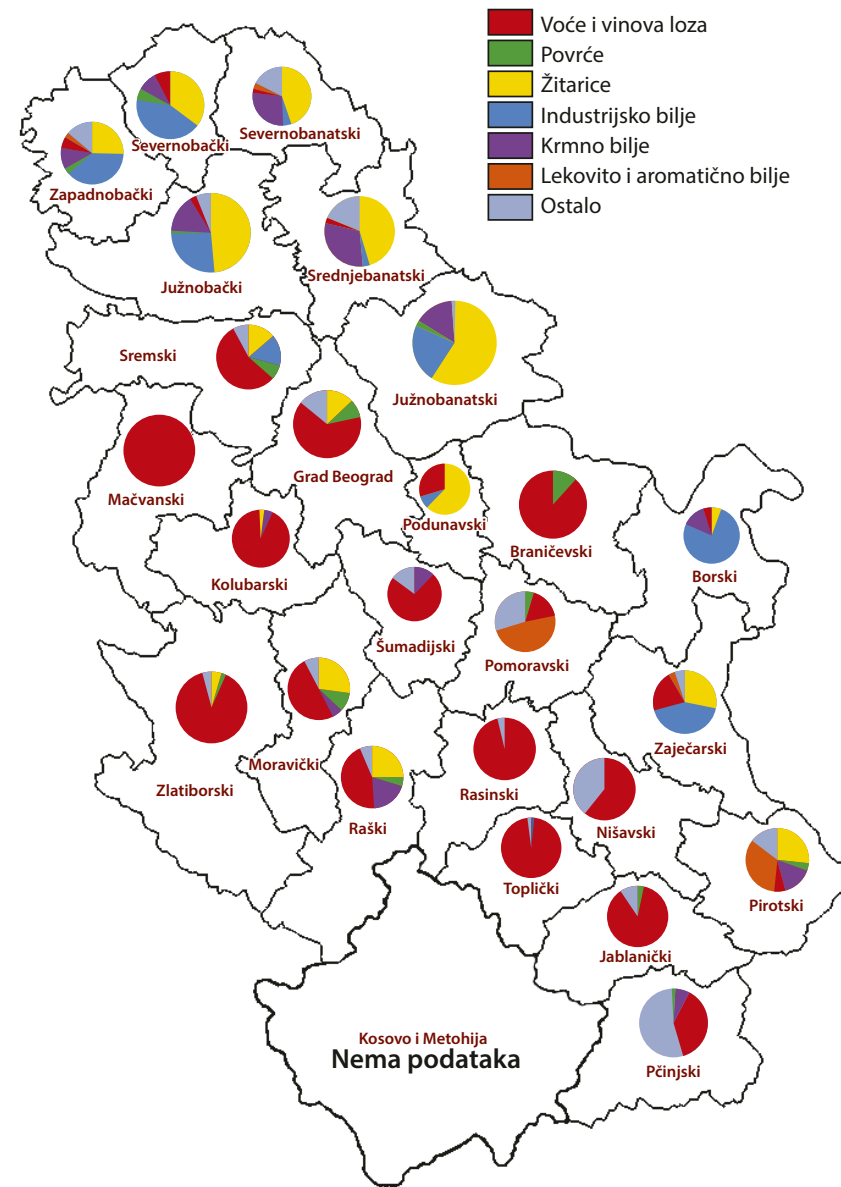 Voće i vinova loza
Povrće
Žitarice
Industrijsko bilje
Krmno bilje
Lekovito i aromatično bilje
Ostalo
Severnobački
Severnobanatski
Zapadnobački
Južnobački
Srednjebanatski
Sremski
Južnobanatski
Mačvanski
Grad Beograd
Podunavski
Braničevski
Borski
Kolubarski
Šumadijski
Pomoravski
Zaječarski
Zlatiborski
Moravički
Raški
Rasinski
Nišavski
Toplički
Pirotski
Jablanički
Pčinjski
Kosovo i Metohija
Nema podataka